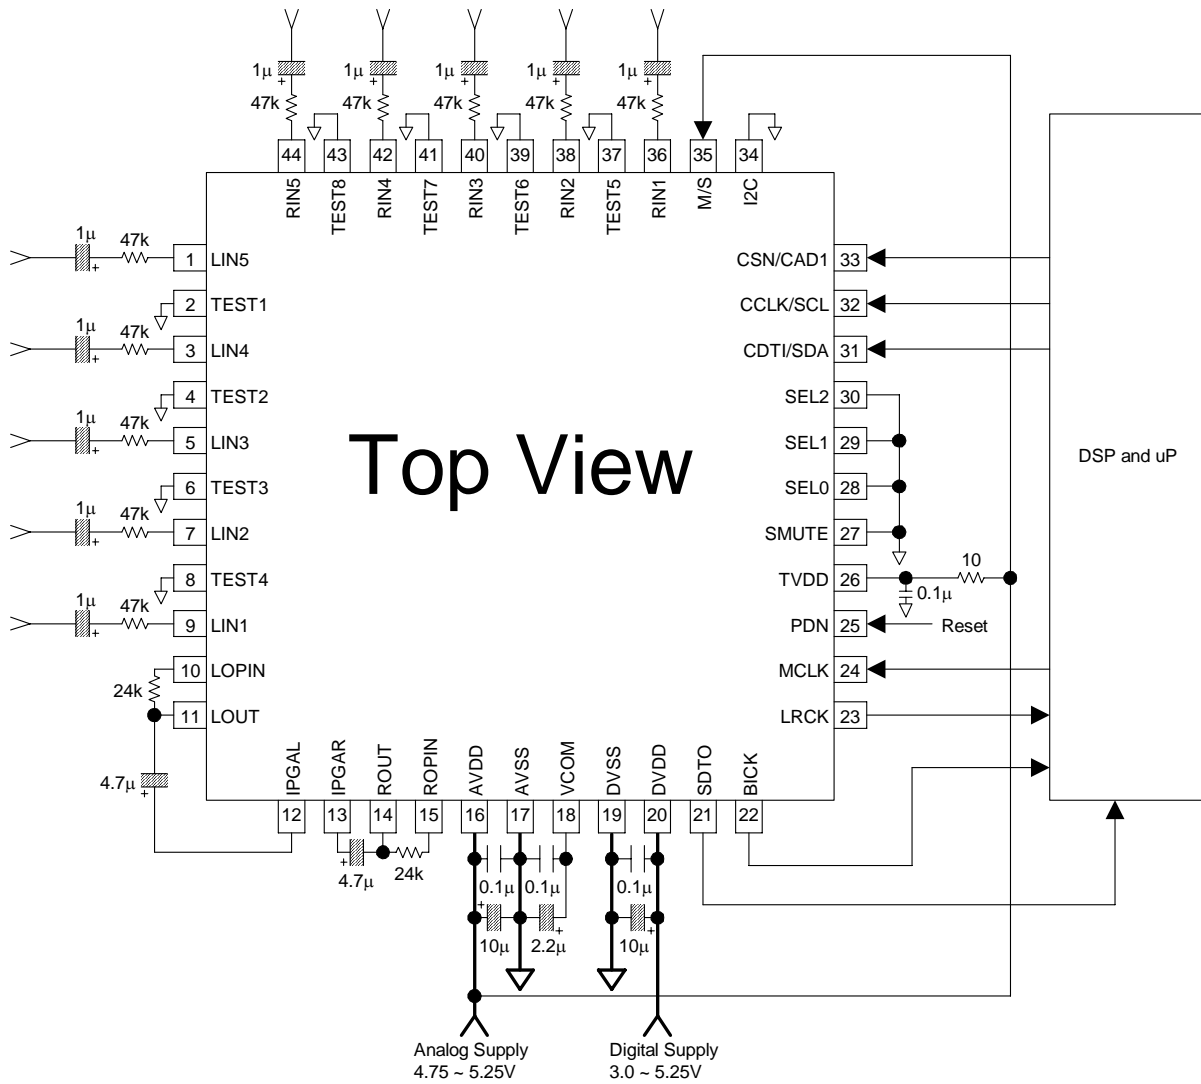 1μ 1μ 1μ 1μ 1μ
+ + + + +
47k 47k 47k 47k 47k
44 43 42 41 40 39 38 37 36 35 34
RIN5 TEST8 RIN4 TEST7 RIN3 TEST6 RIN2 TEST5 RIN1 M/S I2C
1μ + 47k 1 LIN5
2 TEST1
1μ + 47k 3 LIN4
4 TEST2
1μ + 47k 5 LIN3
6 TEST3
1μ + 47k 7 LIN2
8 TEST4
1μ + 47k 9 LIN1
10 LOPIN
24k
11 LOUT
4.7μ +
Top View
CSN/CAD1 33
CCLK/SCL 32
CDTI/SDA 31
SEL2 30
SEL1 29
SEL0 28
SMUTE 27
TVDD 26
10
0.1μ
PDN 25 Reset
MCLK 24
LRCK 23
DSP and uP
IPGAL IPGAR ROUT ROPIN AVDD AVSS VCOM DVSS DVDD SDTO BICK
12 13 14 15 16 17 18 19 20 21 22
+ 4.7μ 24k
0.1μ 0.1μ 0.1μ
+ + +
10μ 2.2μ 10μ
Analog Supply
4.75 ~ 5.25V
Digital Supply
3.0 ~ 5.25V